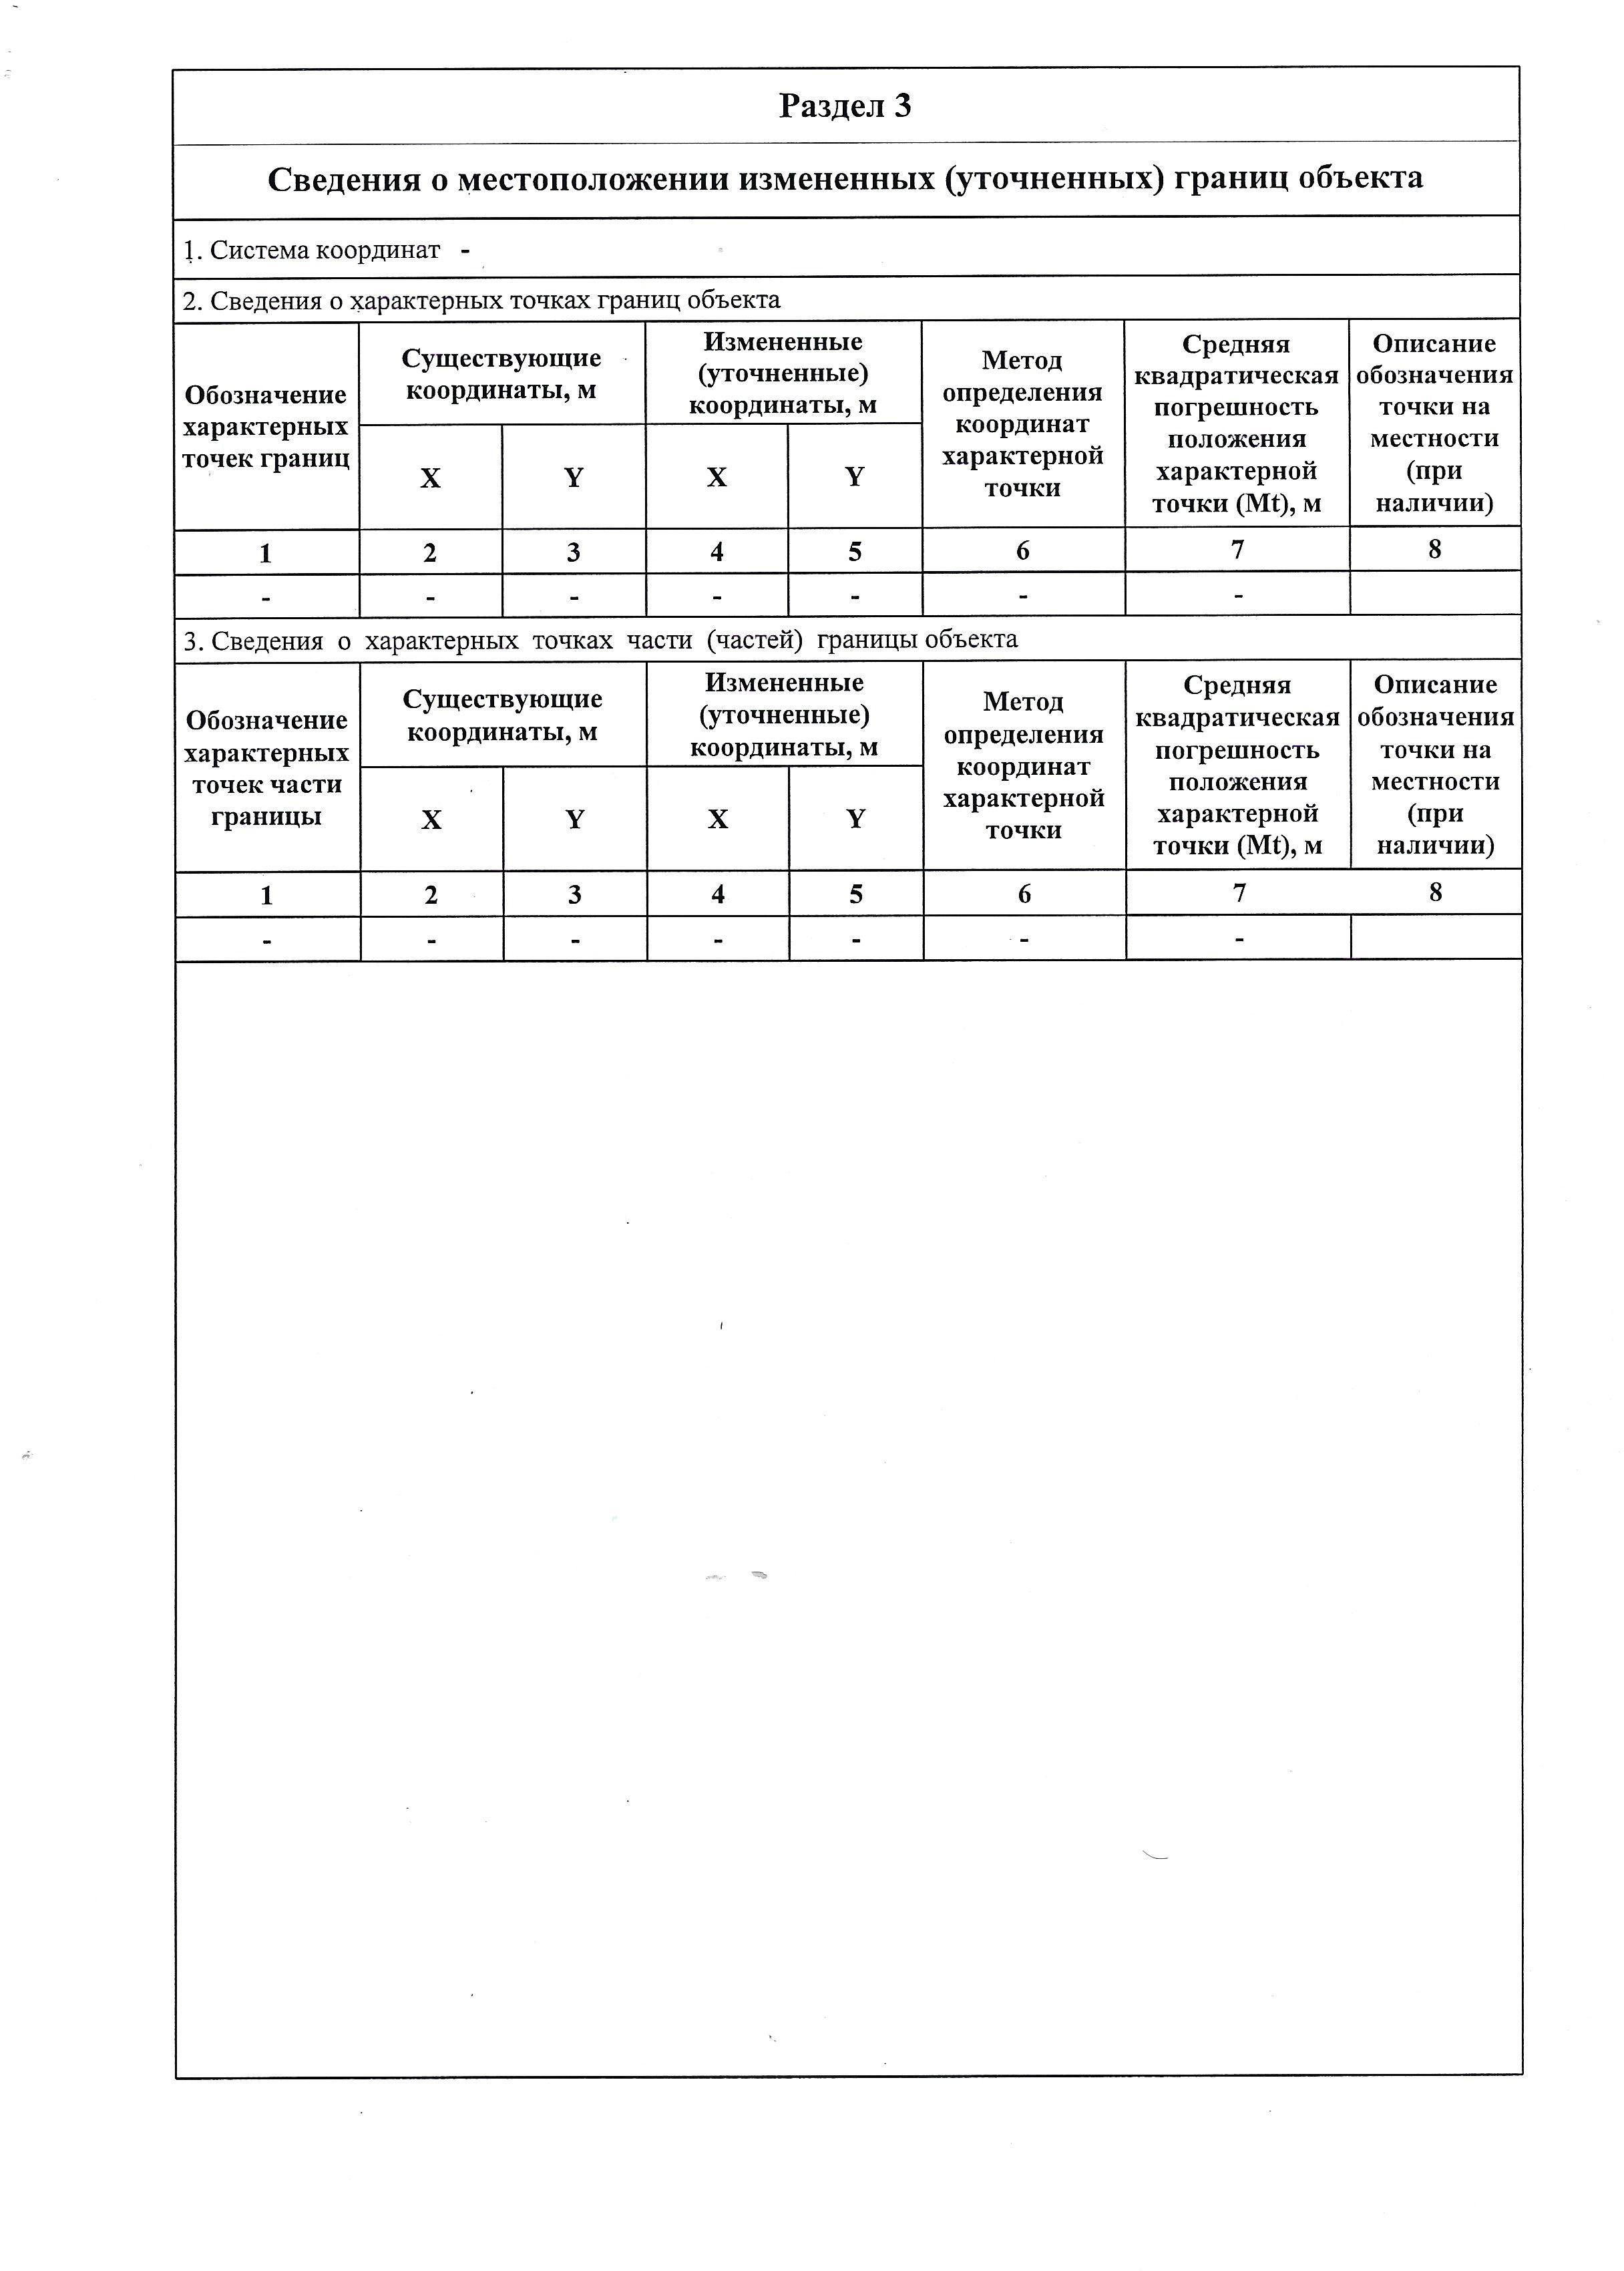 Раздел 3
Сведения о местоположении измененных (уточненных) границ объекта
1. Система координат -
2. Сведения о характерных точках границ объекта
Обозначение
характерных
точек границ
Существующие
координаты, м
Измененные
(уточненные)
координаты, м
Метод
определения
координат
характерной
точки
Средняя
квадратическая
погрешность
положения
характерной
точки (Mt), м
Описание
обозначения
точки на
местности
(при
наличии)
X Y X Y
1 2 3 4 5 6 7 8
- - - - - - -
3. Сведения о характерных точках части (частей) границы объекта
Обозначение
характерных
точек части
границы
Существующие
координаты, м
Измененные
(уточненные)
координаты, м
Метод
определения
координат
характерной
точки
Средняя
квадратическая
погрешность
положения
характерной
точки (Mt), м
Описание
обозначения
точки на
местности
(при
наличии)
X Y X Y
1 2 3 4 5 6 7 8
- - - - - - -